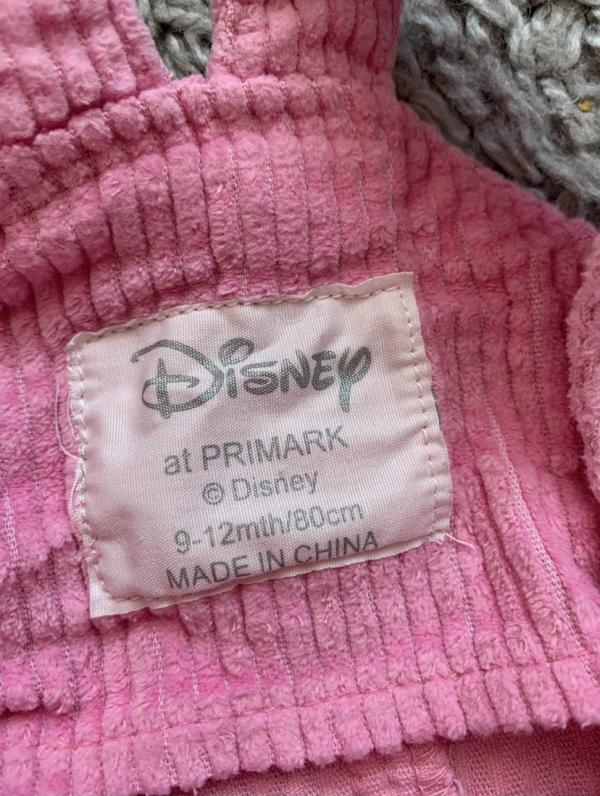 Disney
at PRIMARK
© Disney
9-12mth/80cm
MADE IN CHINA